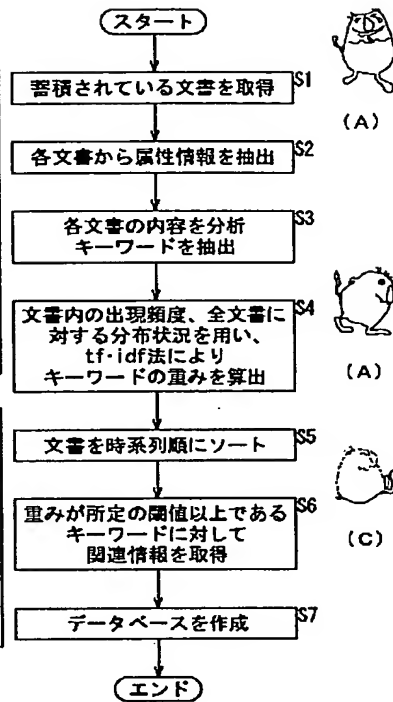 スタート
蓄積されている文書を取得
S1
各文書から属性情報を抽出
S2
各文書の内容を分析
キーワードを抽出
S3
文書内の出現頻度、全文書に
対する分布状況を用い、
tf・idf法により
キーワードの重みを算出
S4
文書を時系列順にソート
S5
重みが所定の閾値以上である
キーワードに対して
関連情報を取得
S6
データベースを作成
S7
エンド
(A)
(A)
(C)